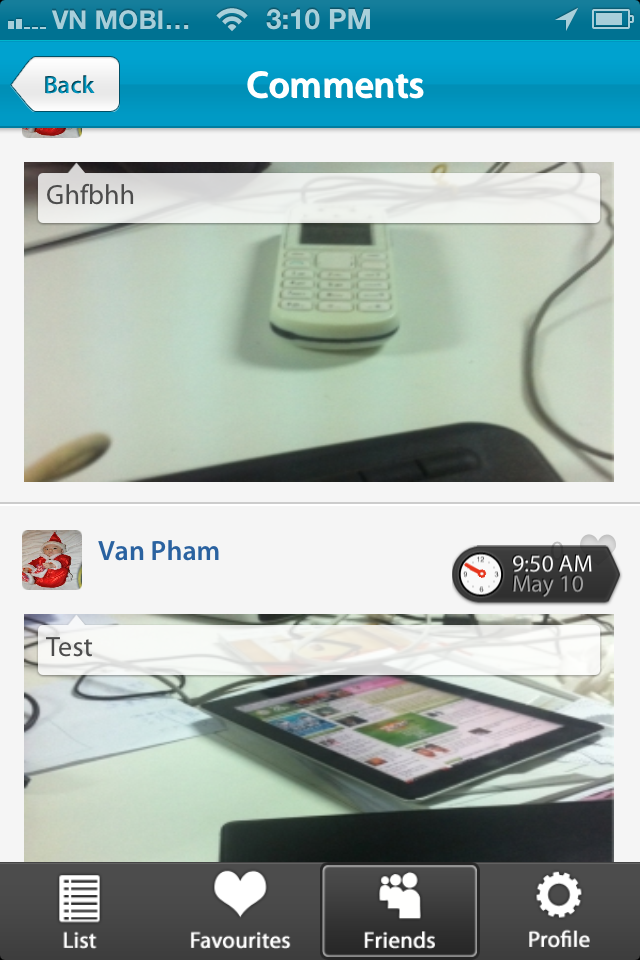 VN MOBI... 3:10 PM
Back
Comments
Ghfbhh
Van Pham
9:50 AM
May 10
Test
List
Favourites
Friends
Profile